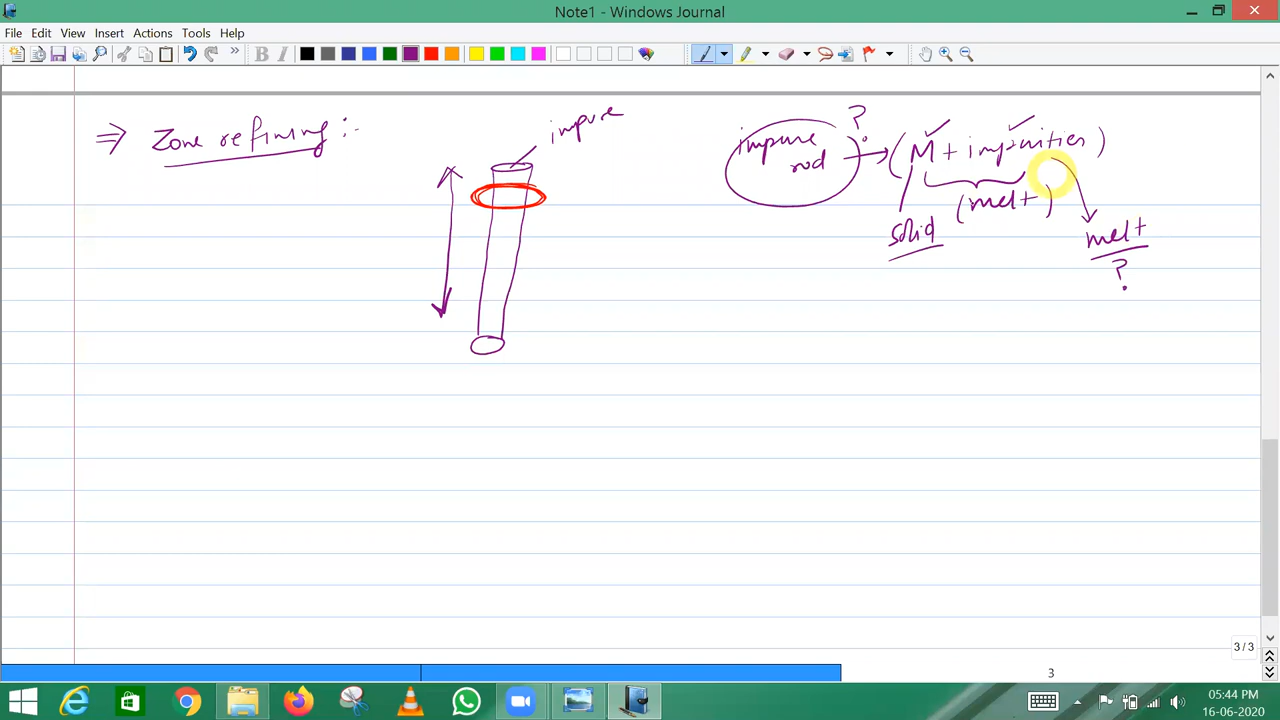 Note1 - Windows Journal
File Edit View Insert Actions Tools Help
⇒ Zone refining :-
impure
impure rod → ( M + impurities )
?
(melt)
solid
melt
?
3/3
3
05:44 PM
16-06-2020